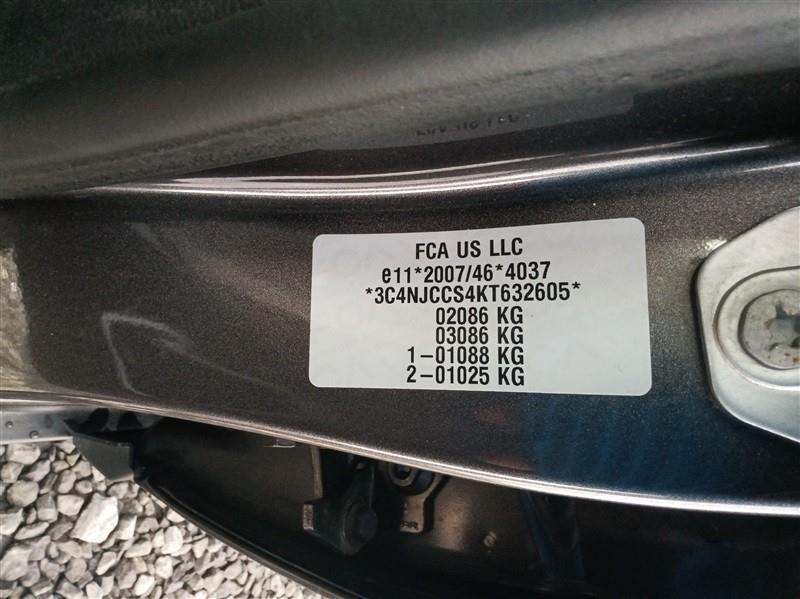 FCA US LLC
e11*2007/46*4037
*3C4NJCCS4KT632605*
02086 KG
03086 KG
1-01088 KG
2-01025 KG